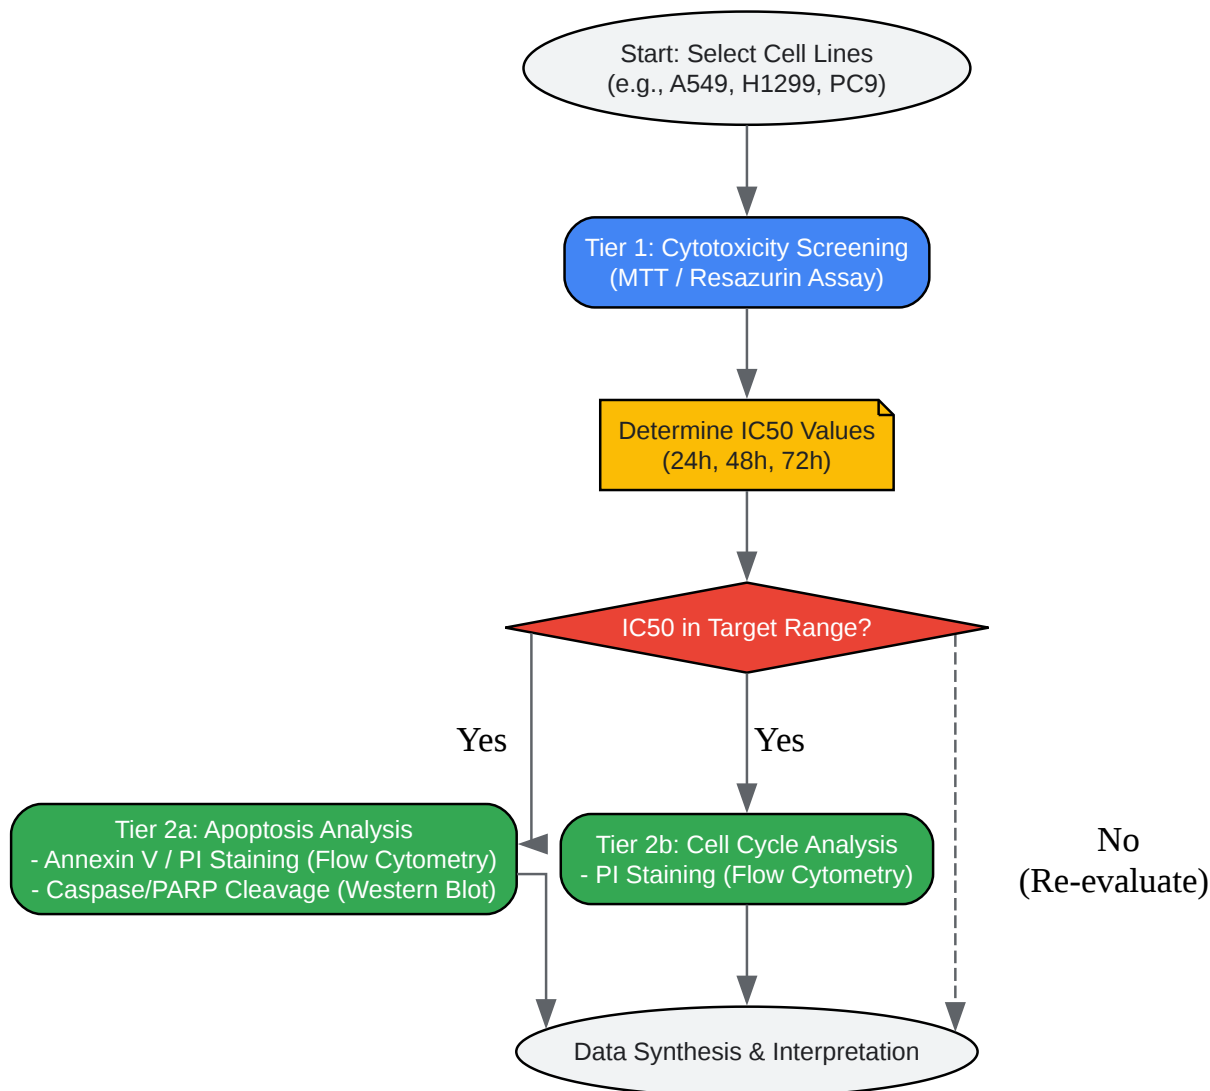 Start: Select Cell Lines
(e.g., A549, H1299, PC9)
Tier 1: Cytotoxicity Screening
(MTT / Resazurin Assay)
Determine IC50 Values
(24h, 48h, 72h)
IC50 in Target Range?
Yes
Yes
Tier 2a: Apoptosis Analysis
- Annexin V / PI Staining (Flow Cytometry)
- Caspase/PARP Cleavage (Western Blot)
Tier 2b: Cell Cycle Analysis
- PI Staining (Flow Cytometry)
No
(Re-evaluate)
Data Synthesis & Interpretation